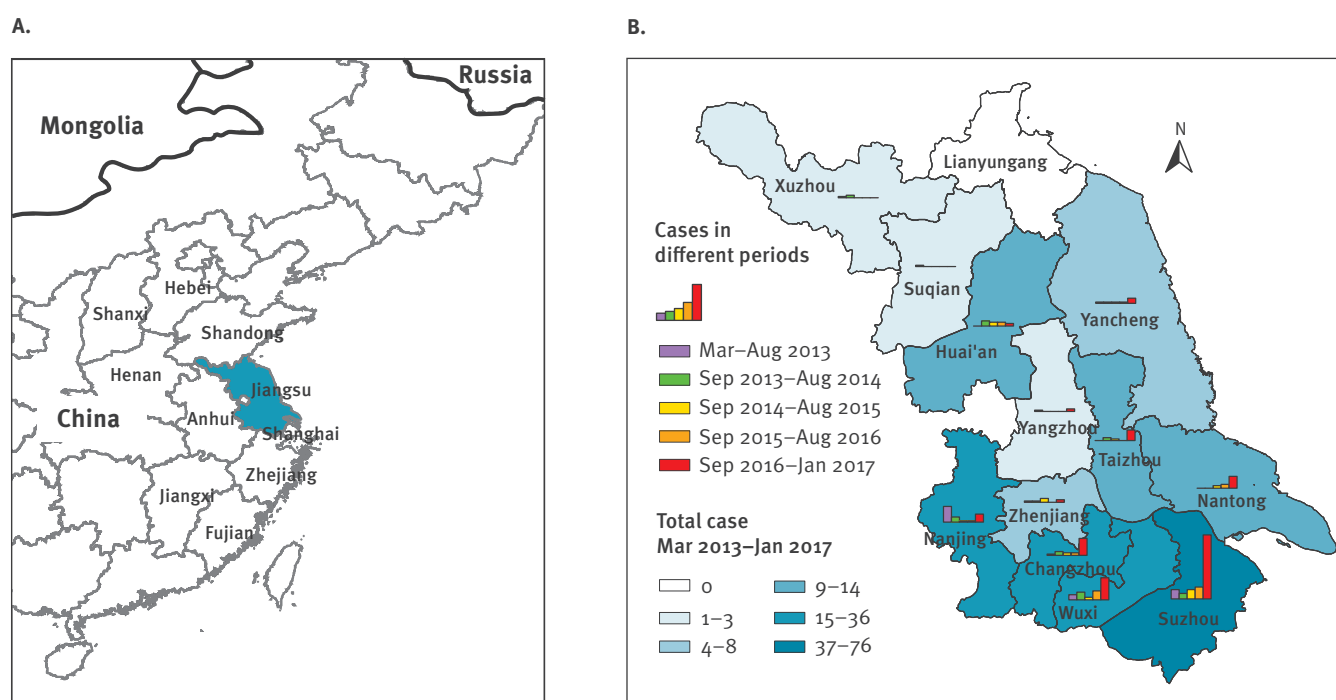 A.
Russia
Mongolia
Hebei
Shanxi
Shandong
Henan
Jiangsu
China
Anhui
Shanghai
Zhejiang
Jiangxi
Fujian
B.
N
Lianyungang
Xuzhou
Cases in
different periods
Suqian
Yancheng
Huai'an
Mar–Aug 2013
Sep 2013–Aug 2014
Sep 2014–Aug 2015
Sep 2015–Aug 2016
Sep 2016–Jan 2017
Yangzhou
Taizhou
Nantong
Zhenjiang
Nanjing
Changzhou
Wuxi
Suzhou
Total case
Mar 2013–Jan 2017
0
1–3
4–8
9–14
15–36
37–76